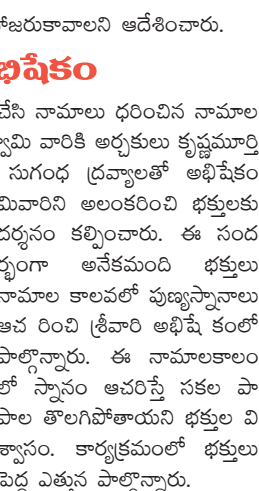 హాజరుకావాలని ఆదేశించారు.
భిషేకం
చేసి నామాలు ధరించిన నామాల
స్వామి వారికి అర్చకులు కృష్ణమూర్తి
సుగంధ ద్రవ్యాలతో అభిషేకం
మివారిని అలంకరించి భక్తులకు
దర్శనం కల్పించారు. ఈ సంద
ర్భంగా అనేకమంది భక్తులు
నామాల కాలవలో పుణ్యస్నానాలు
ఆచ రించి శ్రీవారి అభిషే కంలో
పాల్గొన్నారు. ఈ నామాలకాలం
లో స్నానం ఆచరిస్తే సకల పా
పాల తొలగిపోతాయని భక్తుల వి
శ్వాసం. కార్యక్రమంలో భక్తులు
పెద్ద ఎత్తున పాల్గొన్నారు.